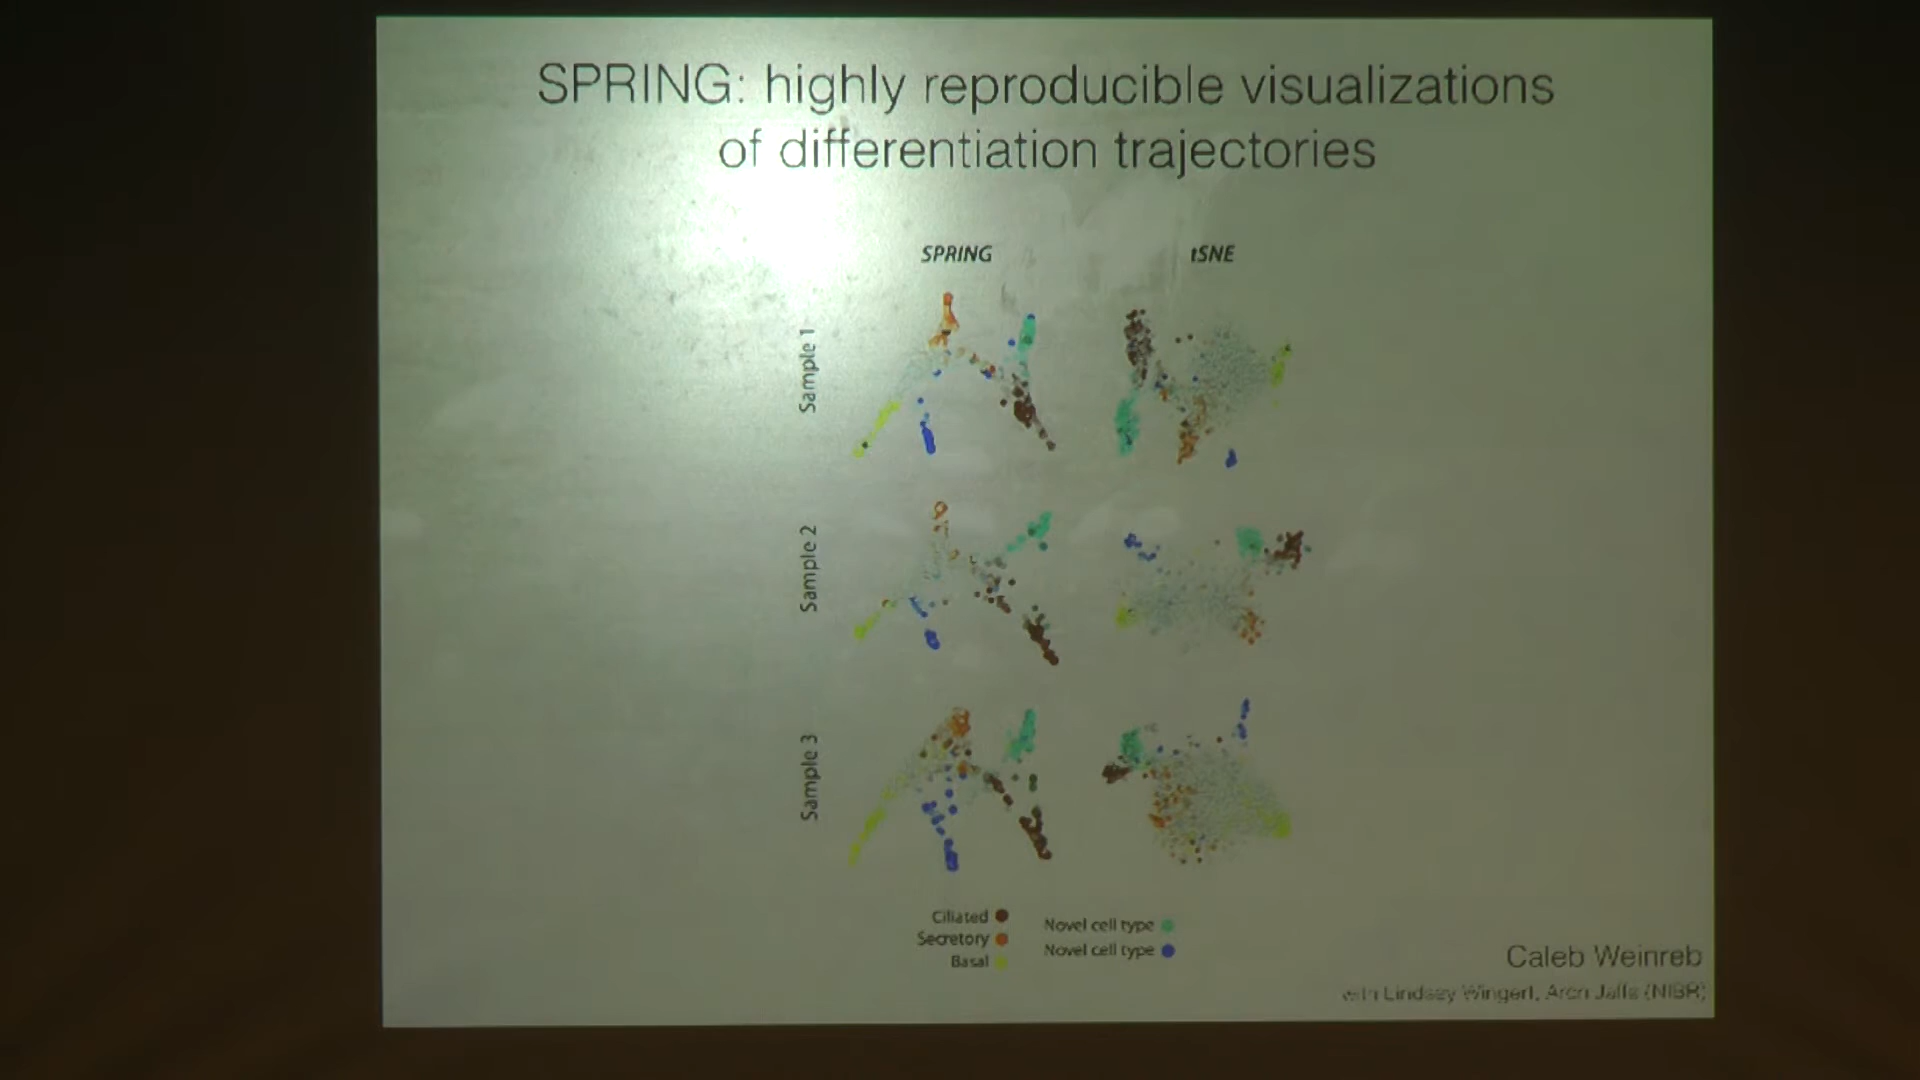 SPRING: highly reproducible visualizations
of differentiation trajectories
SPRING tSNE
Sample 1
Sample 2
Sample 3
Ciliated
Secretory
Basal
Novel cell type
Novel cell type
Caleb Weinreb
with Lindsey Wingert, Aron Jaffe (NIBR)